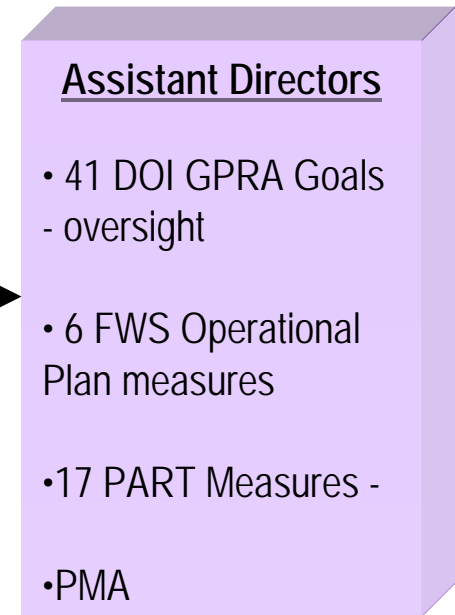 Assistant Directors
• 41 DOI GPRA Goals
- oversight
• 6 FWS Operational
Plan measures
•17 PART Measures -
•PMA